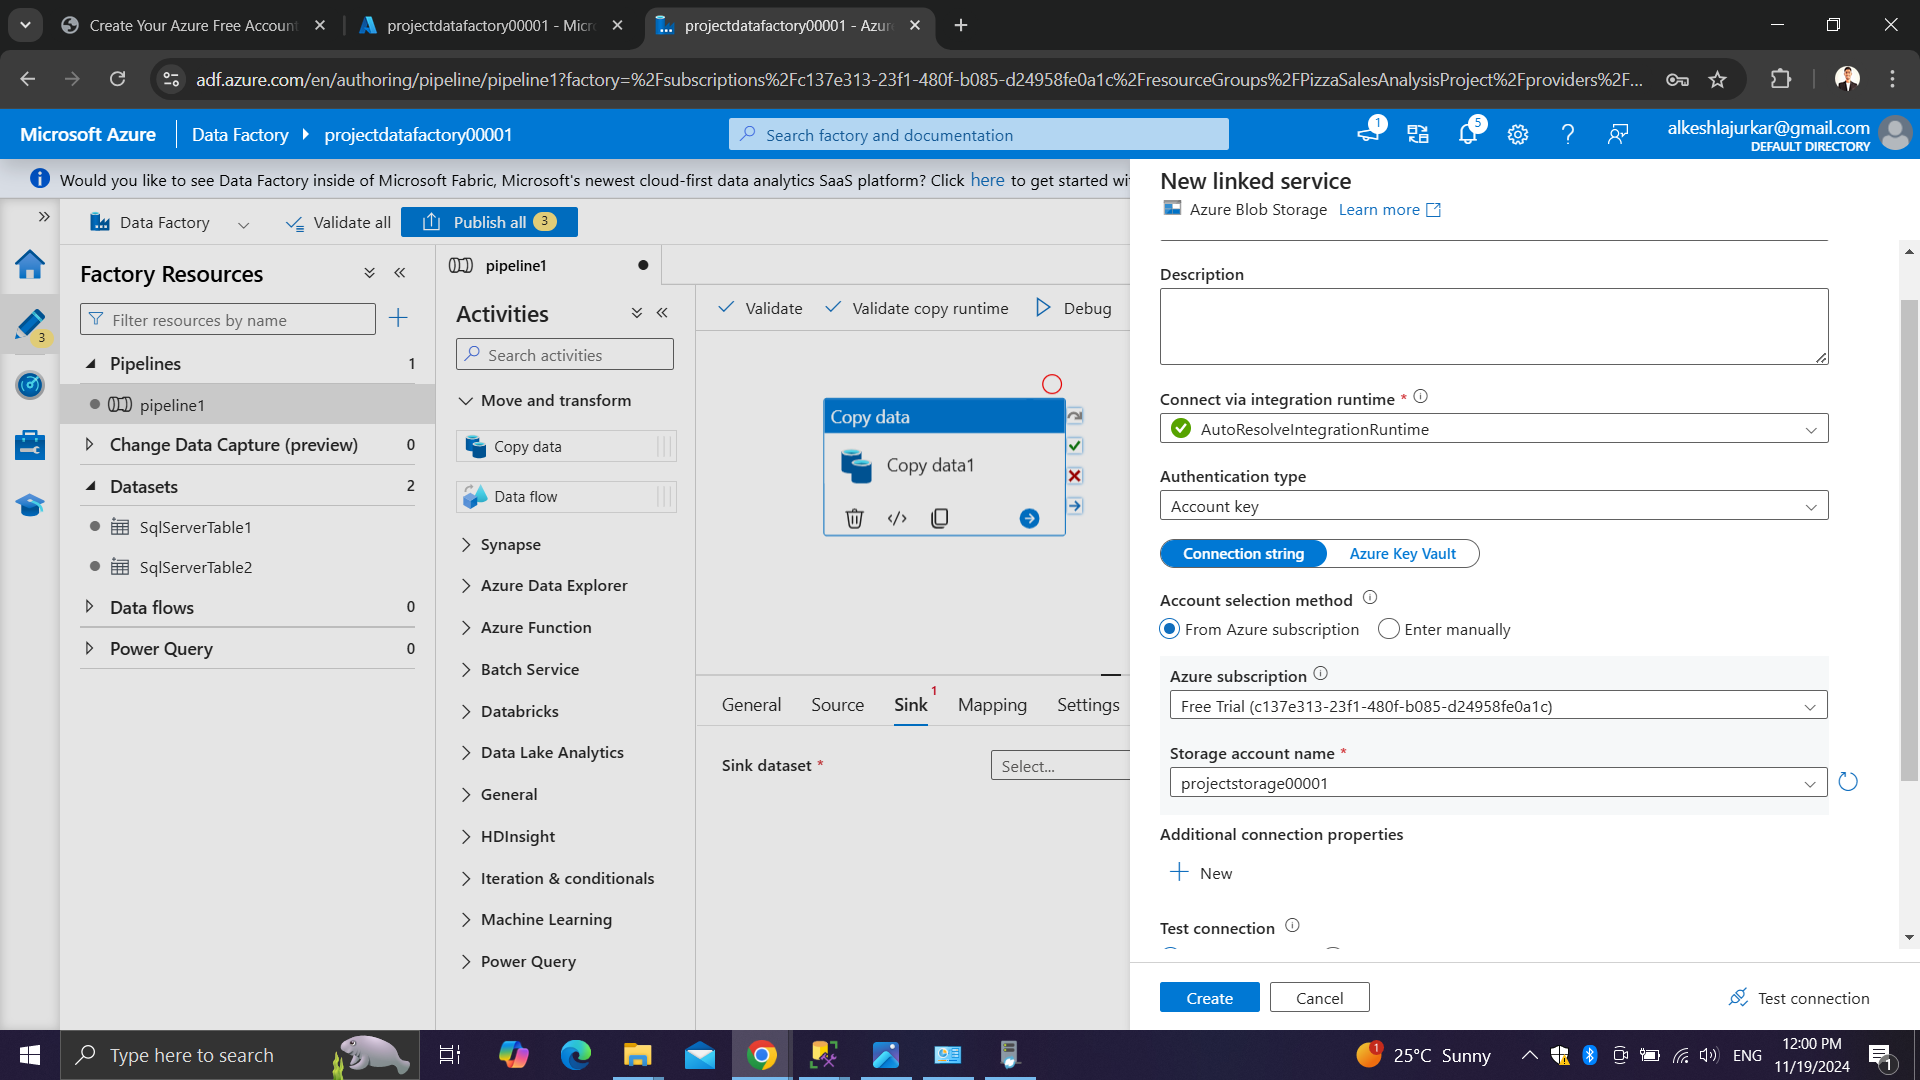 Create Your Azure Free Account
projectdatafactory00001 - Micro
projectdatafactory00001 - Azure
adf.azure.com/en/authoring/pipeline/pipeline1?factory=%2Fsubscriptions%2Fc137e313-23f1-480f-b085-d24958fe0a1c%2FresourceGroups%2FPizzaSalesAnalysisProject%2Fproviders%2F...
Microsoft Azure
Data Factory
projectdatafactory00001
Search factory and documentation
1
5
alkeshlajurkar@gmail.com
DEFAULT DIRECTORY
Would you like to see Data Factory inside of Microsoft Fabric, Microsoft's newest cloud-first data analytics SaaS platform? Click here to get started wi
Data Factory
Validate all
Publish all 3
3
Factory Resources
Filter resources by name
Pipelines 1
pipeline1
Change Data Capture (preview) 0
Datasets 2
SqlServerTable1
SqlServerTable2
Data flows 0
Power Query 0
pipeline1
Activities
Search activities
Move and transform
Copy data
Data flow
Synapse
Azure Data Explorer
Azure Function
Batch Service
Databricks
Data Lake Analytics
General
HDInsight
Iteration & conditionals
Machine Learning
Power Query
Validate
Validate copy runtime
Debug
Copy data
Copy data1
General
Source
Sink 1
Mapping
Settings
Sink dataset *
Select...
New linked service
Azure Blob Storage Learn more
Description
Connect via integration runtime *
AutoResolveIntegrationRuntime
Authentication type
Account key
Connection string
Azure Key Vault
Account selection method
From Azure subscription
Enter manually
Azure subscription
Free Trial (c137e313-23f1-480f-b085-d24958fe0a1c)
Storage account name *
projectstorage00001
Additional connection properties
New
Test connection
Create
Cancel
Test connection
Type here to search
1
25°C Sunny
ENG
12:00 PM
11/19/2024
1